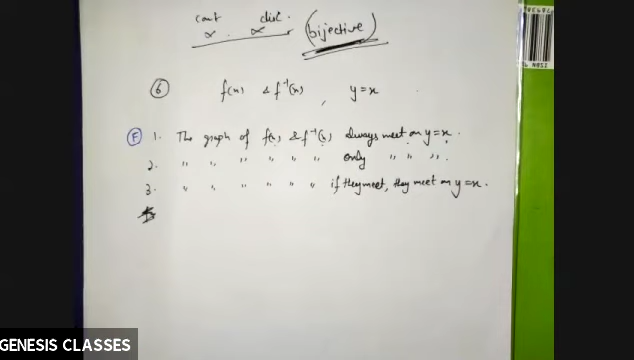 cont disc.
∝ . ∝ (bijective)
⑥ f(x) & f⁻¹(x) , y=x
Ⓕ 1. The graph of f(x) & f⁻¹(x) always meet on y=x.
2. " " " " " " only " " ".
3. " " " " " " if they meet, they meet on y=x.
GENESIS CLASSES